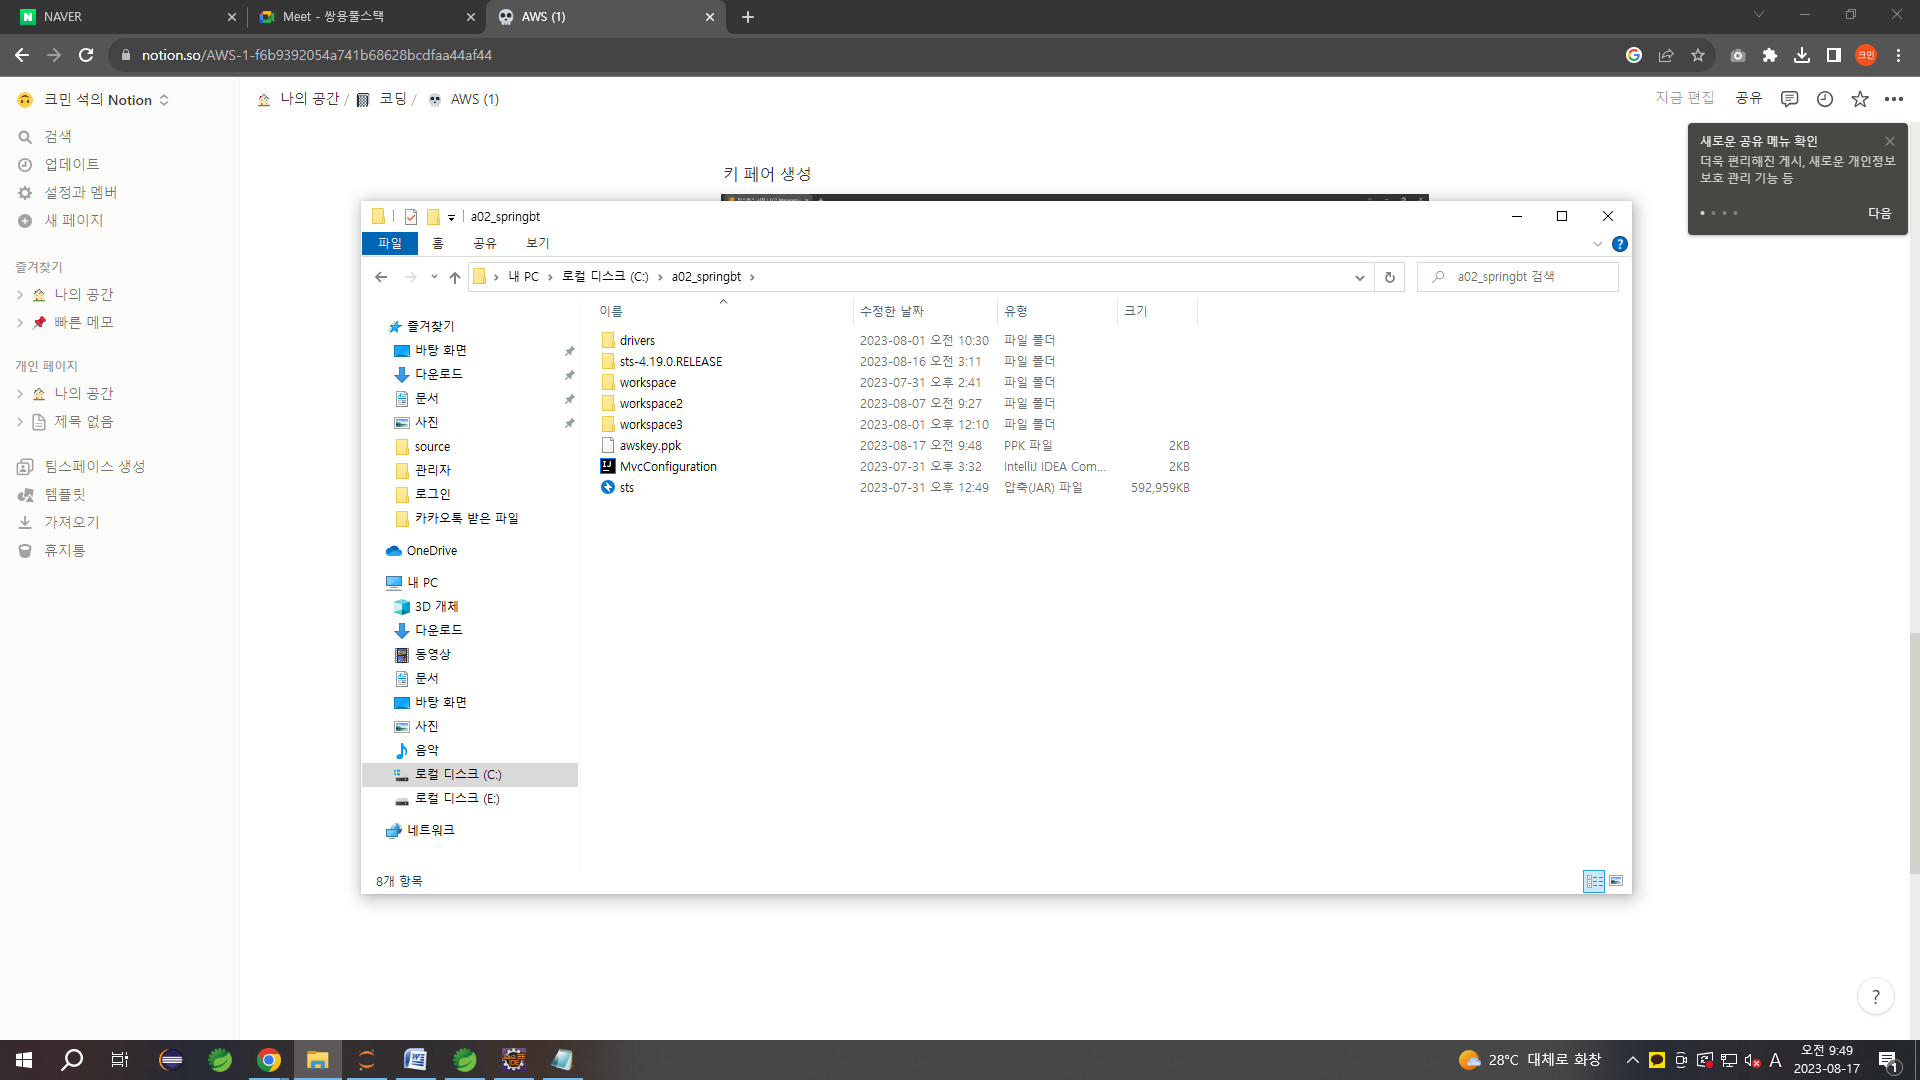 NAVER
Meet - 쌍용풀스택
AWS (1)
notion.so/AWS-1-f6b9392054a741b68628bcdfaa44af44
크민
크민 석의 Notion
나의 공간 / 코딩 / AWS (1)
지금 편집
공유
검색
업데이트
설정과 멤버
새 페이지
즐겨찾기
나의 공간
빠른 메모
개인 페이지
나의 공간
제목 없음
팀스페이스 생성
템플릿
가져오기
휴지통
새로운 공유 메뉴 확인
더욱 편리해진 게시, 새로운 개인정보
보호 관리 기능 등
다음
키 페어 생성
a02_springbt
파일 홈 공유 보기
내 PC > 로컬 디스크 (C:) > a02_springbt >
a02_springbt 검색
즐겨찾기
바탕 화면
다운로드
문서
사진
source
관리자
로그인
카카오톡 받은 파일
OneDrive
내 PC
3D 개체
다운로드
동영상
문서
바탕 화면
사진
음악
로컬 디스크 (C:)
로컬 디스크 (E:)
네트워크
이름 수정한 날짜 유형 크기
drivers 2023-08-01 오전 10:30 파일 폴더
sts-4.19.0.RELEASE 2023-08-16 오전 3:11 파일 폴더
workspace 2023-07-31 오후 2:41 파일 폴더
workspace2 2023-08-07 오전 9:27 파일 폴더
workspace3 2023-08-01 오후 12:10 파일 폴더
awskey.ppk 2023-08-17 오전 9:48 PPK 파일 2KB
MvcConfiguration 2023-07-31 오후 3:32 IntelliJ IDEA Com... 2KB
sts 2023-07-31 오후 12:49 압축(JAR) 파일 592,959KB
8개 항목
?
28°C 대체로 화창
A
오전 9:49
2023-08-17
1